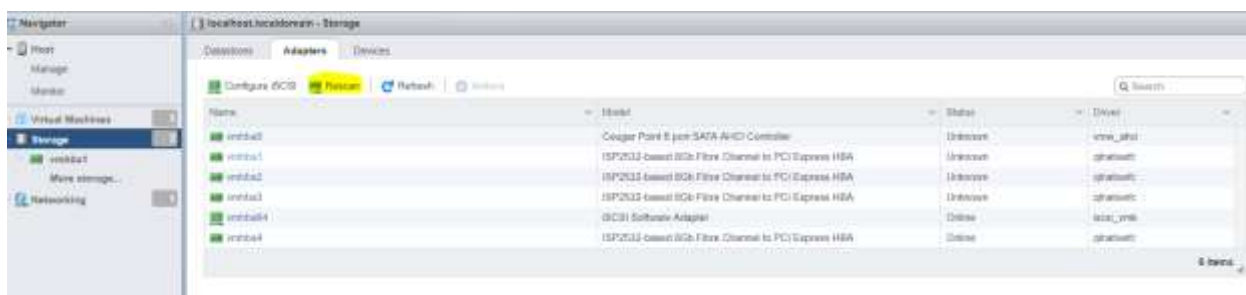 Navigator
localhost.localdomain - Storage
Host
Manage
Monitor
Virtual Machines
Storage
vmhba1
More storage...
Networking
Datastores Adapters Devices
Configure iSCSI Rescan Refresh Actions
Search
Name Model Status Driver
vmhba0 Cougar Point 6 port SATA AHCI Controller Unknown vmw_ahci
vmhba1 ISP2532-based 8Gb Fibre Channel to PCI Express HBA Unknown qlnativefc
vmhba2 ISP2532-based 8Gb Fibre Channel to PCI Express HBA Unknown qlnativefc
vmhba3 ISP2532-based 8Gb Fibre Channel to PCI Express HBA Unknown qlnativefc
vmhba64 iSCSI Software Adapter Online iscsi_vmk
vmhba4 ISP2532-based 8Gb Fibre Channel to PCI Express HBA Online qlnativefc
6 items